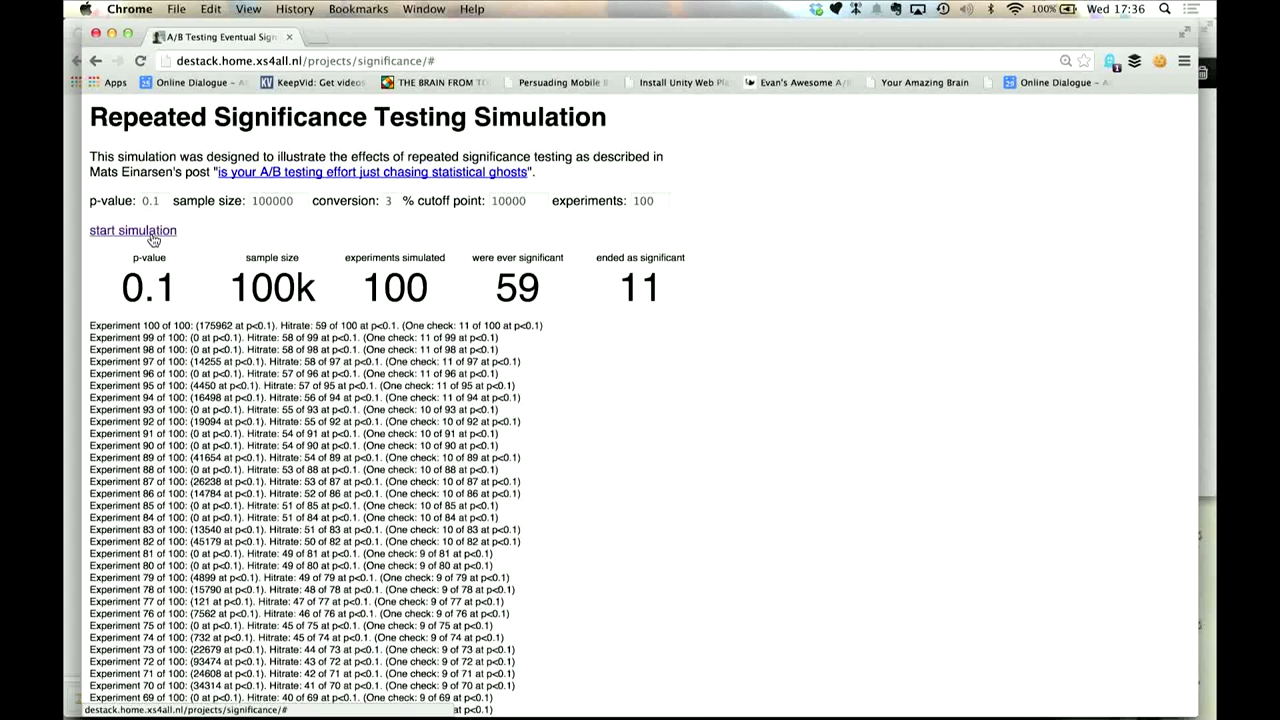 Chrome File Edit View History Bookmarks Window Help 100% Wed 17:36
A/B Testing Eventual Sign
destack.home.xs4all.nl/projects/significance/#
Apps Online Dialogue – KeepVid: Get videos THE BRAIN FROM Persuading Mobile Install Unity Web Evan's Awesome A/ Your Amazing Brain Online Dialogue –
Repeated Significance Testing Simulation
This simulation was designed to illustrate the effects of repeated significance testing as described in
Mats Einarsen's post "is your A/B testing effort just chasing statistical ghosts".
p-value: 0.1 sample size: 100000 conversion: 3 % cutoff point: 10000 experiments: 100
start simulation
p-value sample size experiments simulated were ever significant ended as significant
0.1 100k 100 59 11
Experiment 100 of 100: (175962 at p<0.1). Hitrate: 59 of 100 at p<0.1. (One check: 11 of 100 at p<0.1)
Experiment 99 of 100: (0 at p<0.1). Hitrate: 58 of 99 at p<0.1. (One check: 11 of 99 at p<0.1)
Experiment 98 of 100: (0 at p<0.1). Hitrate: 58 of 98 at p<0.1. (One check: 11 of 98 at p<0.1)
Experiment 97 of 100: (14255 at p<0.1). Hitrate: 58 of 97 at p<0.1. (One check: 11 of 97 at p<0.1)
Experiment 96 of 100: (0 at p<0.1). Hitrate: 57 of 96 at p<0.1. (One check: 11 of 96 at p<0.1)
Experiment 95 of 100: (4450 at p<0.1). Hitrate: 57 of 95 at p<0.1. (One check: 11 of 95 at p<0.1)
Experiment 94 of 100: (16498 at p<0.1). Hitrate: 56 of 94 at p<0.1. (One check: 11 of 94 at p<0.1)
Experiment 93 of 100: (0 at p<0.1). Hitrate: 55 of 93 at p<0.1. (One check: 10 of 93 at p<0.1)
Experiment 92 of 100: (19094 at p<0.1). Hitrate: 55 of 92 at p<0.1. (One check: 10 of 92 at p<0.1)
Experiment 91 of 100: (0 at p<0.1). Hitrate: 54 of 91 at p<0.1. (One check: 10 of 91 at p<0.1)
Experiment 90 of 100: (0 at p<0.1). Hitrate: 54 of 90 at p<0.1. (One check: 10 of 90 at p<0.1)
Experiment 89 of 100: (41654 at p<0.1). Hitrate: 54 of 89 at p<0.1. (One check: 10 of 89 at p<0.1)
Experiment 88 of 100: (0 at p<0.1). Hitrate: 53 of 88 at p<0.1. (One check: 10 of 88 at p<0.1)
Experiment 87 of 100: (26238 at p<0.1). Hitrate: 53 of 87 at p<0.1. (One check: 10 of 87 at p<0.1)
Experiment 86 of 100: (14784 at p<0.1). Hitrate: 52 of 86 at p<0.1. (One check: 10 of 86 at p<0.1)
Experiment 85 of 100: (0 at p<0.1). Hitrate: 51 of 85 at p<0.1. (One check: 10 of 85 at p<0.1)
Experiment 84 of 100: (0 at p<0.1). Hitrate: 51 of 84 at p<0.1. (One check: 10 of 84 at p<0.1)
Experiment 83 of 100: (13540 at p<0.1). Hitrate: 51 of 83 at p<0.1. (One check: 10 of 83 at p<0.1)
Experiment 82 of 100: (45179 at p<0.1). Hitrate: 50 of 82 at p<0.1. (One check: 10 of 82 at p<0.1)
Experiment 81 of 100: (0 at p<0.1). Hitrate: 49 of 81 at p<0.1. (One check: 9 of 81 at p<0.1)
Experiment 80 of 100: (0 at p<0.1). Hitrate: 49 of 80 at p<0.1. (One check: 9 of 80 at p<0.1)
Experiment 79 of 100: (4899 at p<0.1). Hitrate: 49 of 79 at p<0.1. (One check: 9 of 79 at p<0.1)
Experiment 78 of 100: (15790 at p<0.1). Hitrate: 48 of 78 at p<0.1. (One check: 9 of 78 at p<0.1)
Experiment 77 of 100: (121 at p<0.1). Hitrate: 47 of 77 at p<0.1. (One check: 9 of 77 at p<0.1)
Experiment 76 of 100: (7562 at p<0.1). Hitrate: 46 of 76 at p<0.1. (One check: 9 of 76 at p<0.1)
Experiment 75 of 100: (0 at p<0.1). Hitrate: 45 of 75 at p<0.1. (One check: 9 of 75 at p<0.1)
Experiment 74 of 100: (732 at p<0.1). Hitrate: 45 of 74 at p<0.1. (One check: 9 of 74 at p<0.1)
Experiment 73 of 100: (22679 at p<0.1). Hitrate: 44 of 73 at p<0.1. (One check: 9 of 73 at p<0.1)
Experiment 72 of 100: (93474 at p<0.1). Hitrate: 43 of 72 at p<0.1. (One check: 9 of 72 at p<0.1)
Experiment 71 of 100: (24608 at p<0.1). Hitrate: 42 of 71 at p<0.1. (One check: 9 of 71 at p<0.1)
Experiment 70 of 100: (34314 at p<0.1). Hitrate: 41 of 70 at p<0.1. (One check: 9 of 70 at p<0.1)
Experiment 69 of 100: (0 at p<0.1). Hitrate: 40 of 69 at p<0.1. (One check: 9 of 69 at p<0.1)
destack.home.xs4all.nl/projects/significance/# at p<0.1)